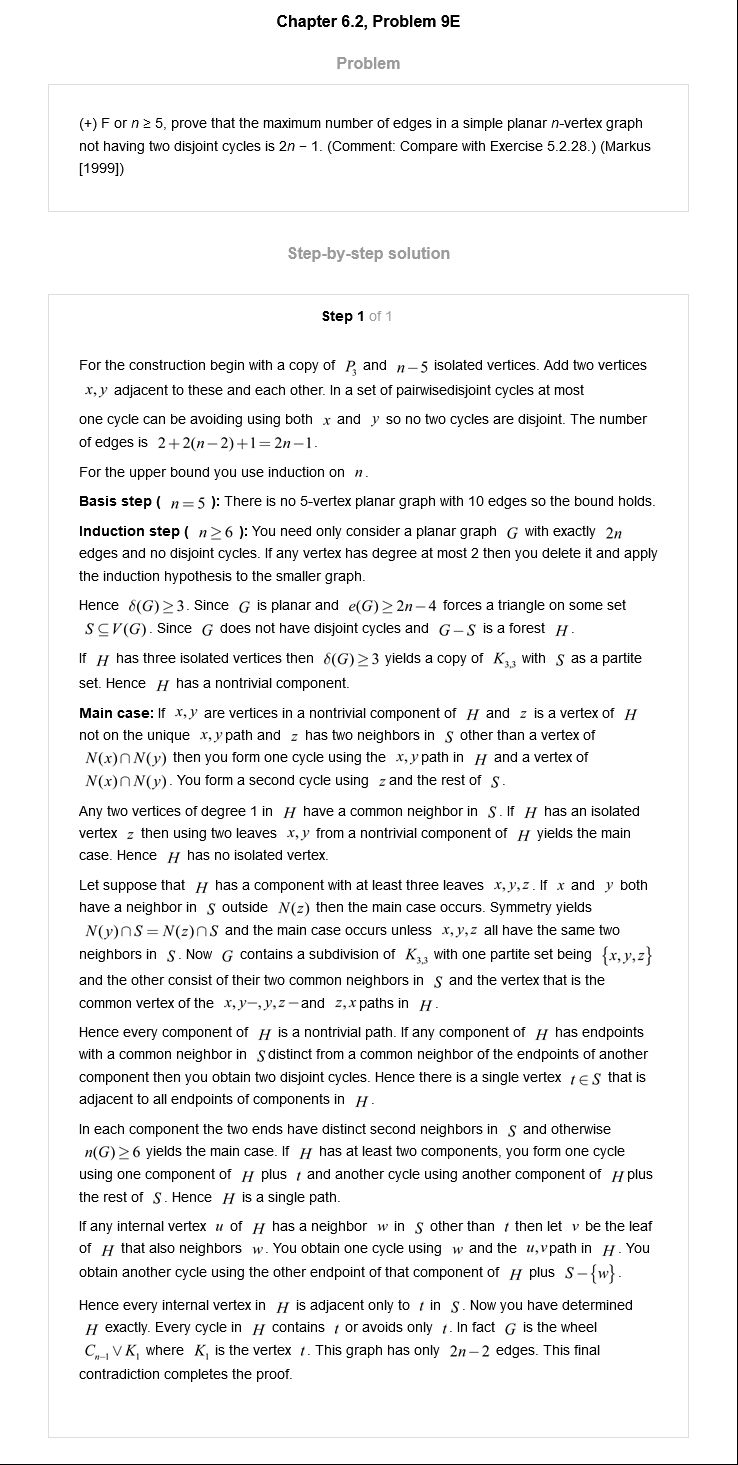 Chapter 6.2, Problem 9E
Problem
(+) F or n ≥ 5, prove that the maximum number of edges in a simple planar n-vertex graph
not having two disjoint cycles is 2n − 1. (Comment: Compare with Exercise 5.2.28.) (Markus
[1999])
Step-by-step solution
Step 1 of 1
For the construction begin with a copy of P₃ and n−5 isolated vertices. Add two vertices
x, y adjacent to these and each other. In a set of pairwisedisjoint cycles at most
one cycle can be avoiding using both x and y so no two cycles are disjoint. The number
of edges is 2+2(n−2)+1=2n−1.
For the upper bound you use induction on n.
Basis step ( n=5 ): There is no 5-vertex planar graph with 10 edges so the bound holds.
Induction step ( n≥6 ): You need only consider a planar graph G with exactly 2n
edges and no disjoint cycles. If any vertex has degree at most 2 then you delete it and apply
the induction hypothesis to the smaller graph.
Hence δ(G)≥3. Since G is planar and e(G)≥2n−4 forces a triangle on some set
S⊆V(G). Since G does not have disjoint cycles and G−S is a forest H.
If H has three isolated vertices then δ(G)≥3 yields a copy of K₃,₃ with S as a partite
set. Hence H has a nontrivial component.
Main case: If x, y are vertices in a nontrivial component of H and z is a vertex of H
not on the unique x, y path and z has two neighbors in S other than a vertex of
N(x)∩N(y) then you form one cycle using the x, y path in H and a vertex of
N(x)∩N(y). You form a second cycle using z and the rest of S.
Any two vertices of degree 1 in H have a common neighbor in S. If H has an isolated
vertex z then using two leaves x, y from a nontrivial component of H yields the main
case. Hence H has no isolated vertex.
Let suppose that H has a component with at least three leaves x, y, z. If x and y both
have a neighbor in S outside N(z) then the main case occurs. Symmetry yields
N(y)∩S=N(z)∩S and the main case occurs unless x, y, z all have the same two
neighbors in S. Now G contains a subdivision of K₃,₃ with one partite set being {x, y, z}
and the other consist of their two common neighbors in S and the vertex that is the
common vertex of the x, y−, y, z−and z, x paths in H.
Hence every component of H is a nontrivial path. If any component of H has endpoints
with a common neighbor in S distinct from a common neighbor of the endpoints of another
component then you obtain two disjoint cycles. Hence there is a single vertex t∈S that is
adjacent to all endpoints of components in H.
In each component the two ends have distinct second neighbors in S and otherwise
n(G)≥6 yields the main case. If H has at least two components, you form one cycle
using one component of H plus t and another cycle using another component of H plus
the rest of S. Hence H is a single path.
If any internal vertex u of H has a neighbor w in S other than t then let v be the leaf
of H that also neighbors w. You obtain one cycle using w and the u, v path in H. You
obtain another cycle using the other endpoint of that component of H plus S−{w}.
Hence every internal vertex in H is adjacent only to t in S. Now you have determined
H exactly. Every cycle in H contains t or avoids only t. In fact G is the wheel
Cₙ₋₁∨K₁ where K₁ is the vertex t. This graph has only 2n−2 edges. This final
contradiction completes the proof.